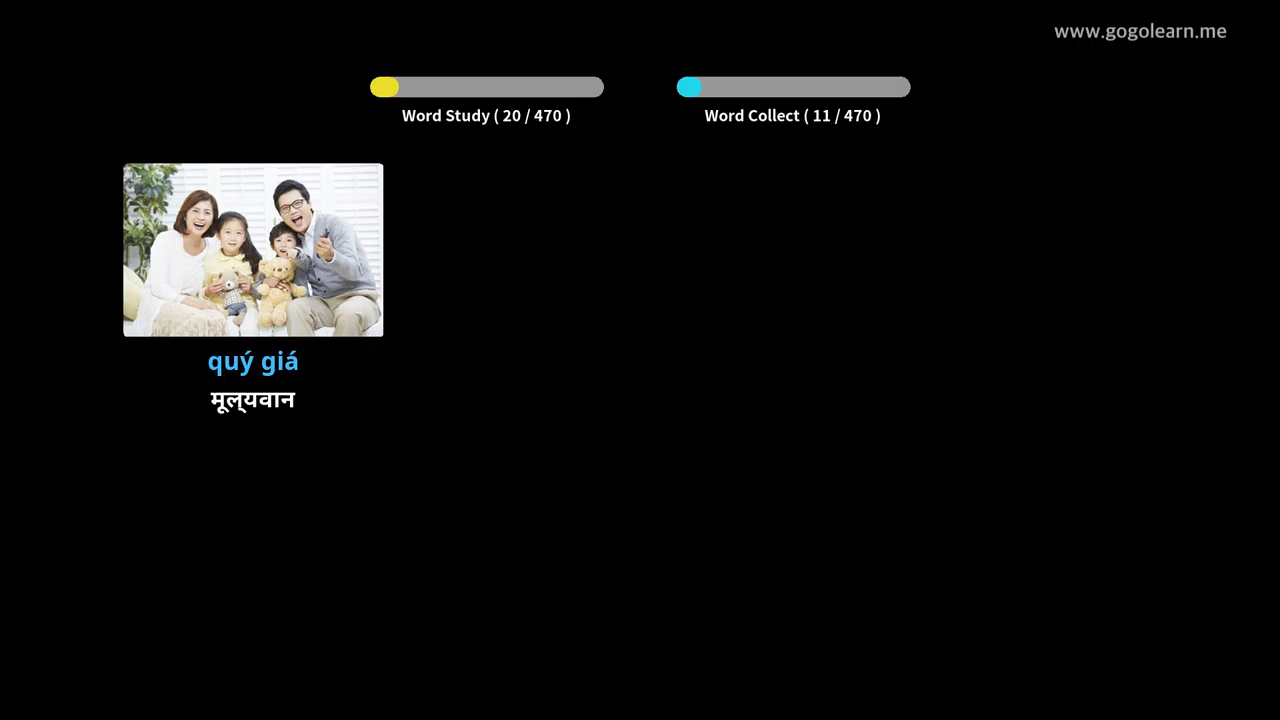 www.gogolearn.me
Word Study ( 20 / 470 )
Word Collect ( 11 / 470 )
quý giá
मूल्यवान